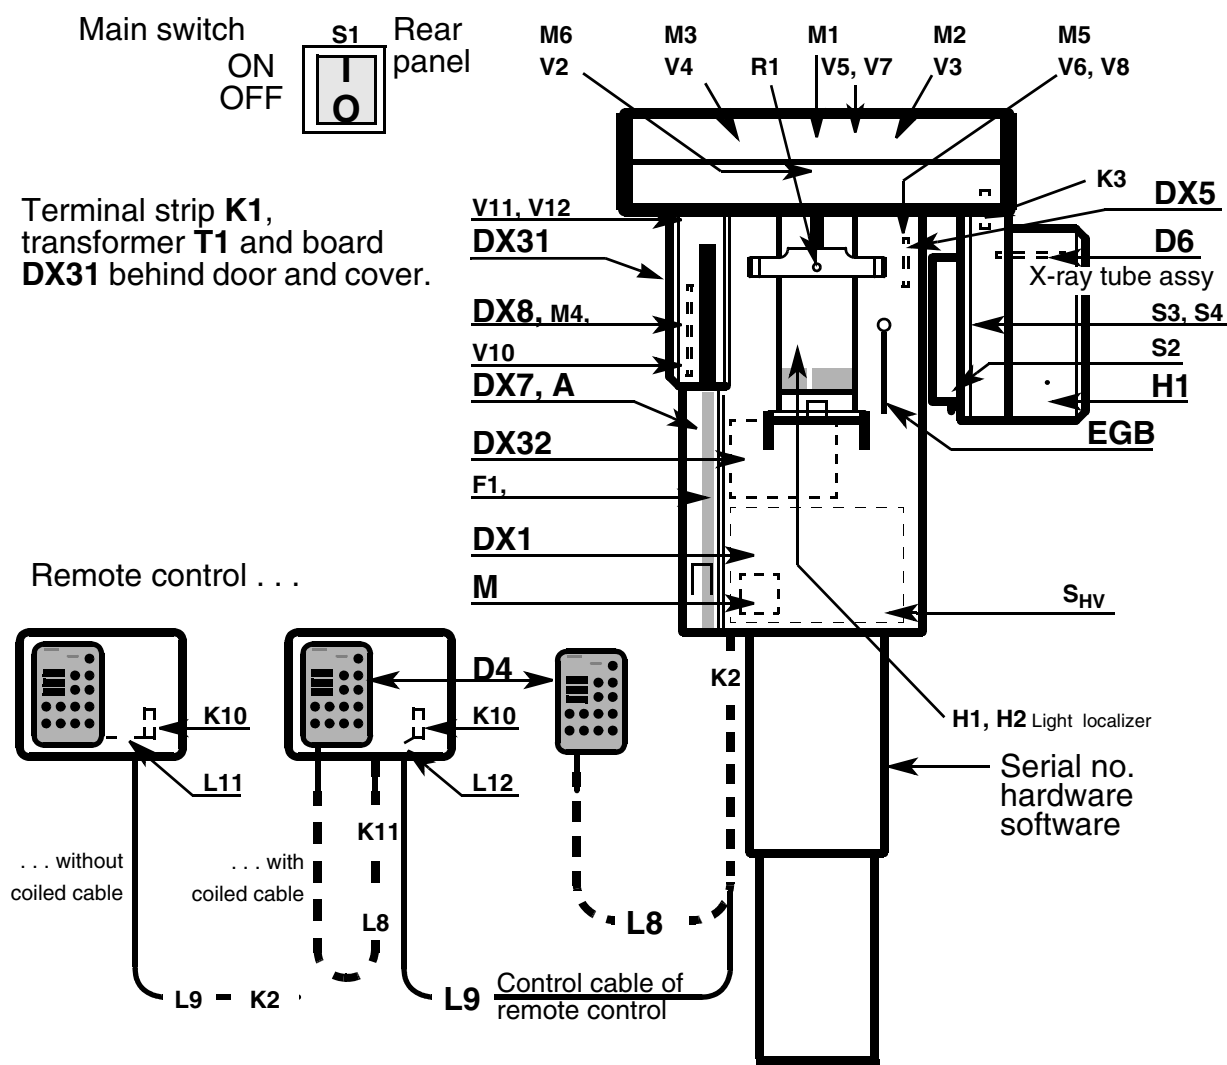 Main switch
S1
Rear
panel
ON
OFF
I
O
M6
V2
M3
V4
R1
M1
V5, V7
M2
V3
M5
V6, V8
K3
DX5
D6
X-ray tube assy
S3, S4
S2
H1
EGB
Terminal strip K1,
transformer T1 and board
DX31 behind door and cover.
V11, V12
DX31
DX8, M4,
V10
DX7, A
DX32
F1,
DX1
M
SHV
Remote control . . .
K10
L11
D4
K10
L12
K2
H1, H2 Light localizer
Serial no.
hardware
software
. . . without
coiled cable
. . . with
coiled cable
K11
L8
L8
L9
K2
L9
Control cable of
remote control